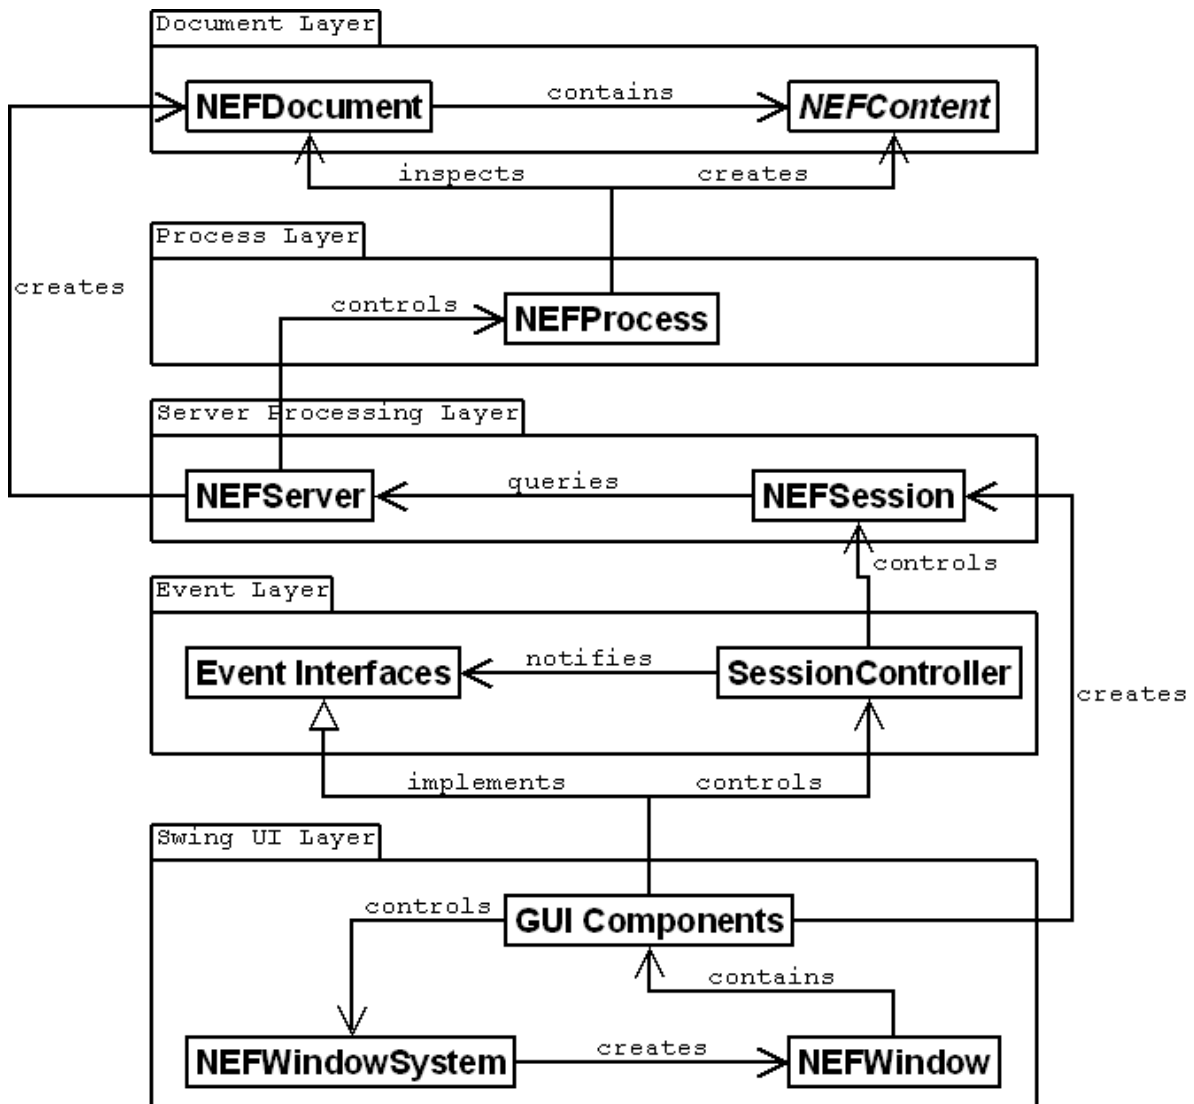 Document Layer
NEFDocument
contains
NEFContent
inspects
creates
Process Layer
creates
controls
NEFProcess
Server Processing Layer
NEFServer
queries
NEFSession
controls
Event Layer
Event Interfaces
notifies
SessionController
creates
implements
controls
Swing UI Layer
controls
GUI Components
contains
NEFWindowSystem
creates
NEFWindow